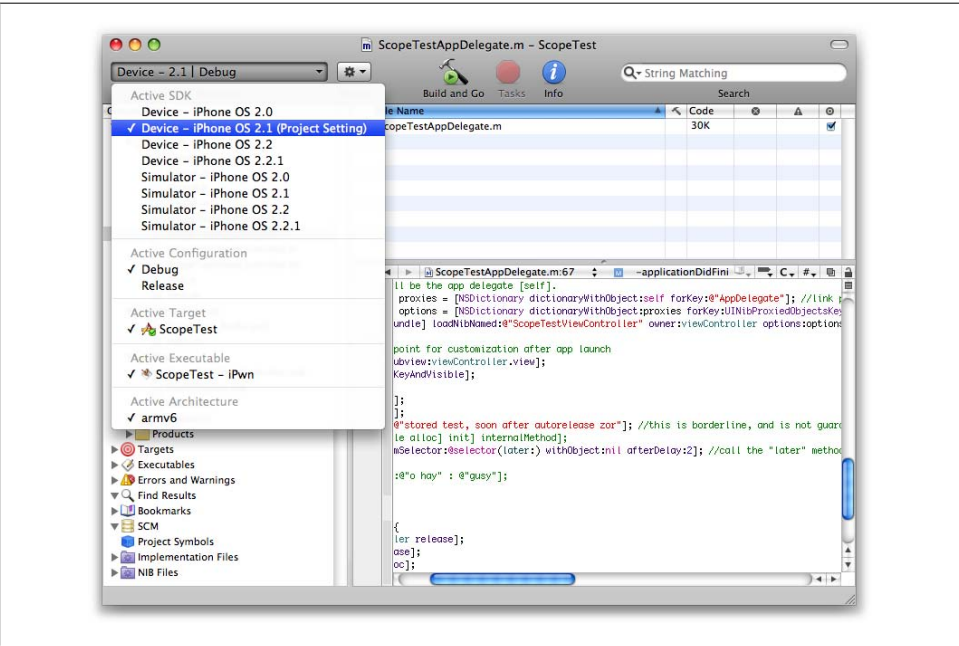 ScopeTestAppDelegate.m – ScopeTest
Device – 2.1 | Debug
Build and Go
Tasks
Info
String Matching
Search
Active SDK
Device – iPhone OS 2.0
✓ Device – iPhone OS 2.1 (Project Setting)
Device – iPhone OS 2.2
Device – iPhone OS 2.2.1
Simulator – iPhone OS 2.0
Simulator – iPhone OS 2.1
Simulator – iPhone OS 2.2
Simulator – iPhone OS 2.2.1
Active Configuration
✓ Debug
Release
Active Target
✓ ScopeTest
Active Executable
✓ ScopeTest – iPwn
Active Architecture
✓ armv6
Products
Targets
Executables
Errors and Warnings
Find Results
Bookmarks
SCM
Project Symbols
Implementation Files
NIB Files
le Name
Code
copeTestAppDelegate.m
30K
ScopeTestAppDelegate.m:67
-applicationDidFini
C
#
ll be the app delegate [self].
proxies = [NSDictionary dictionaryWithObject:self forKey:@"AppDelegate"]; //link p
options = [NSDictionary dictionaryWithObject:proxies forKey:UINibProxiedObjectsKey
undle] loadNibNamed:@"ScopeTestViewController" owner:viewController options:options
point for customization after app launch
ubview:viewController.view];
KeyAndVisible];
];
];
@"stored test, soon after autorelease zor"]; //this is borderline, and is not guara
le alloc] init] internalMethod];
mSelector:@selector(later:) withObject:nil afterDelay:2]; //call the "later" method
:@"o hay" : @"gusy"];
{
ler release];
ase];
oc];